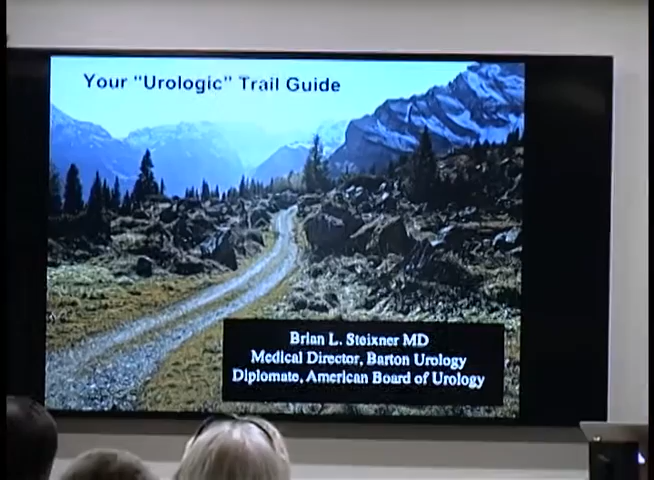 Your "Urologic" Trail Guide
Brian L. Steixner MD
Medical Director, Barton Urology
Diplomate, American Board of Urology